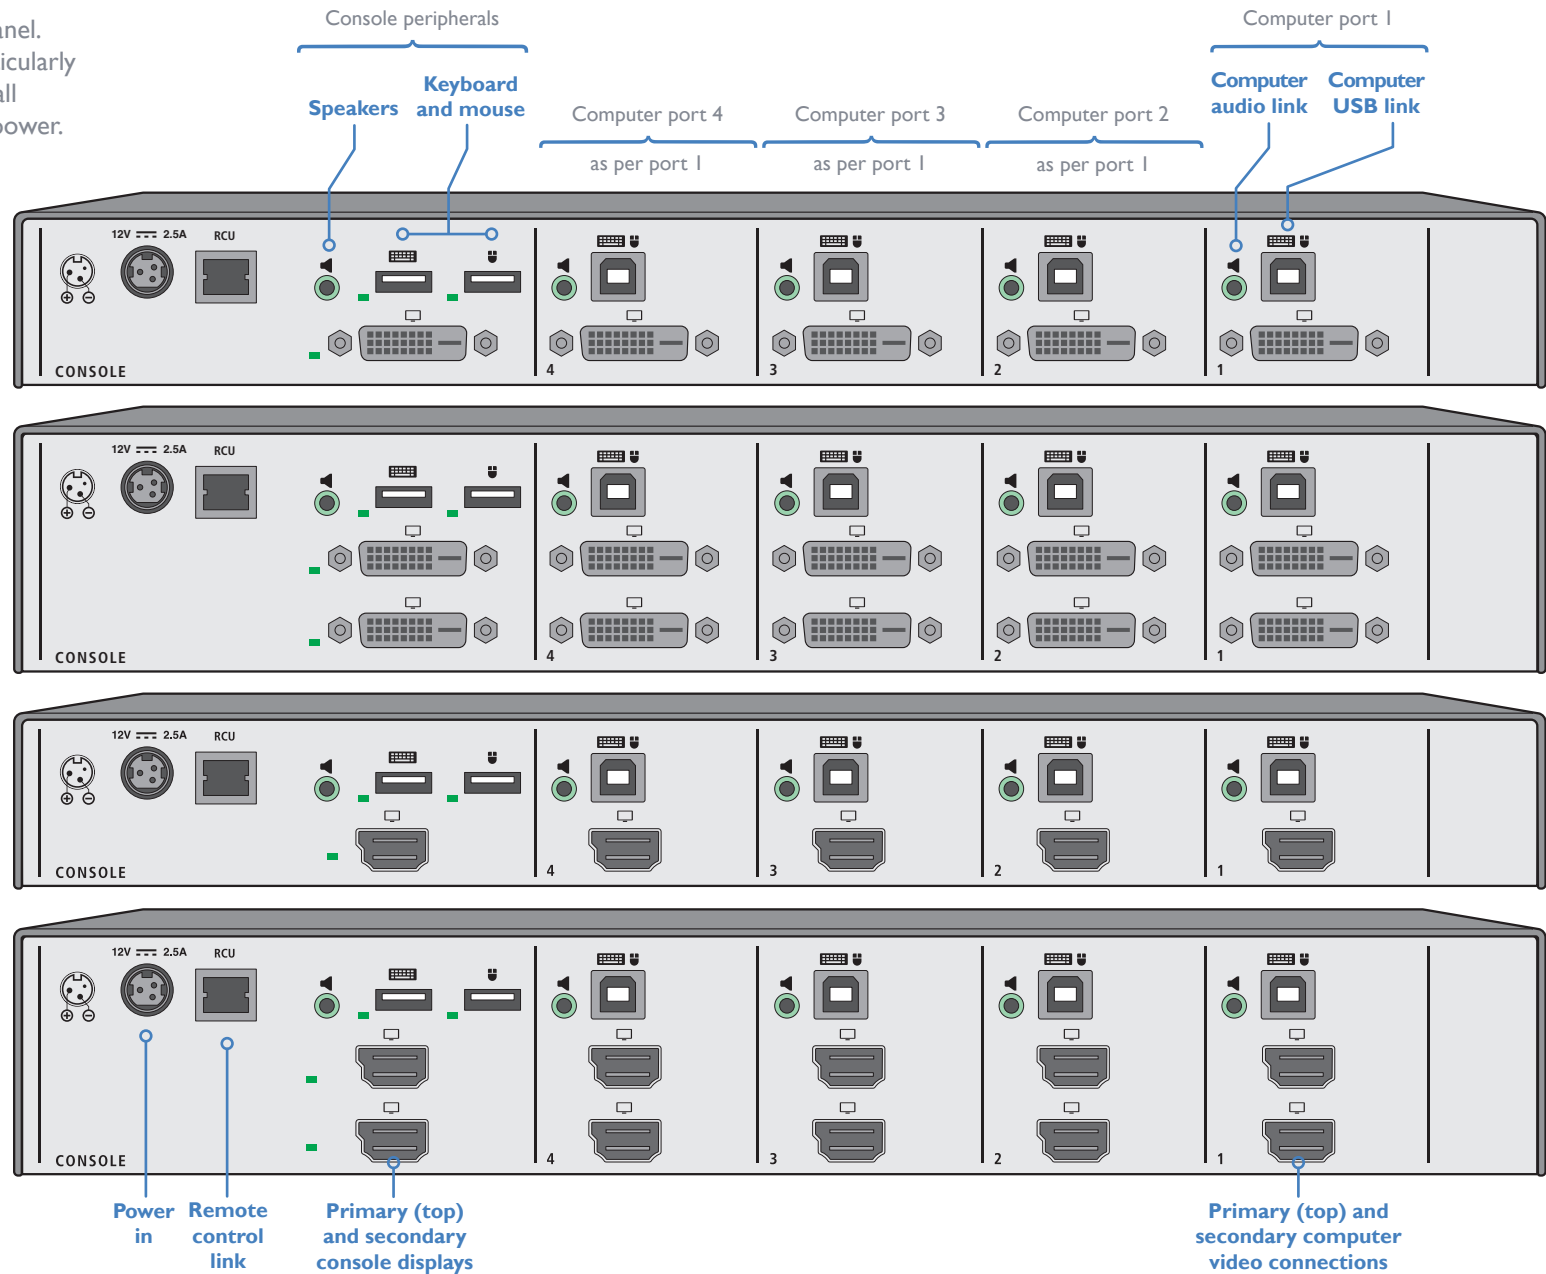 anel.
icularly
all
power.
Console peripherals
Computer port 1
Speakers
Keyboard
and mouse
Computer port 4
as per port 1
Computer port 3
as per port 1
Computer port 2
as per port 1
Computer
audio link
Computer
USB link
12V 2.5A
RCU
CONSOLE
4
3
2
1
12V 2.5A
RCU
CONSOLE
4
3
2
1
12V 2.5A
RCU
CONSOLE
4
3
2
1
12V 2.5A
RCU
CONSOLE
4
3
2
1
Power
in
Remote
control
link
Primary (top)
and secondary
console displays
Primary (top) and
secondary computer
video connections